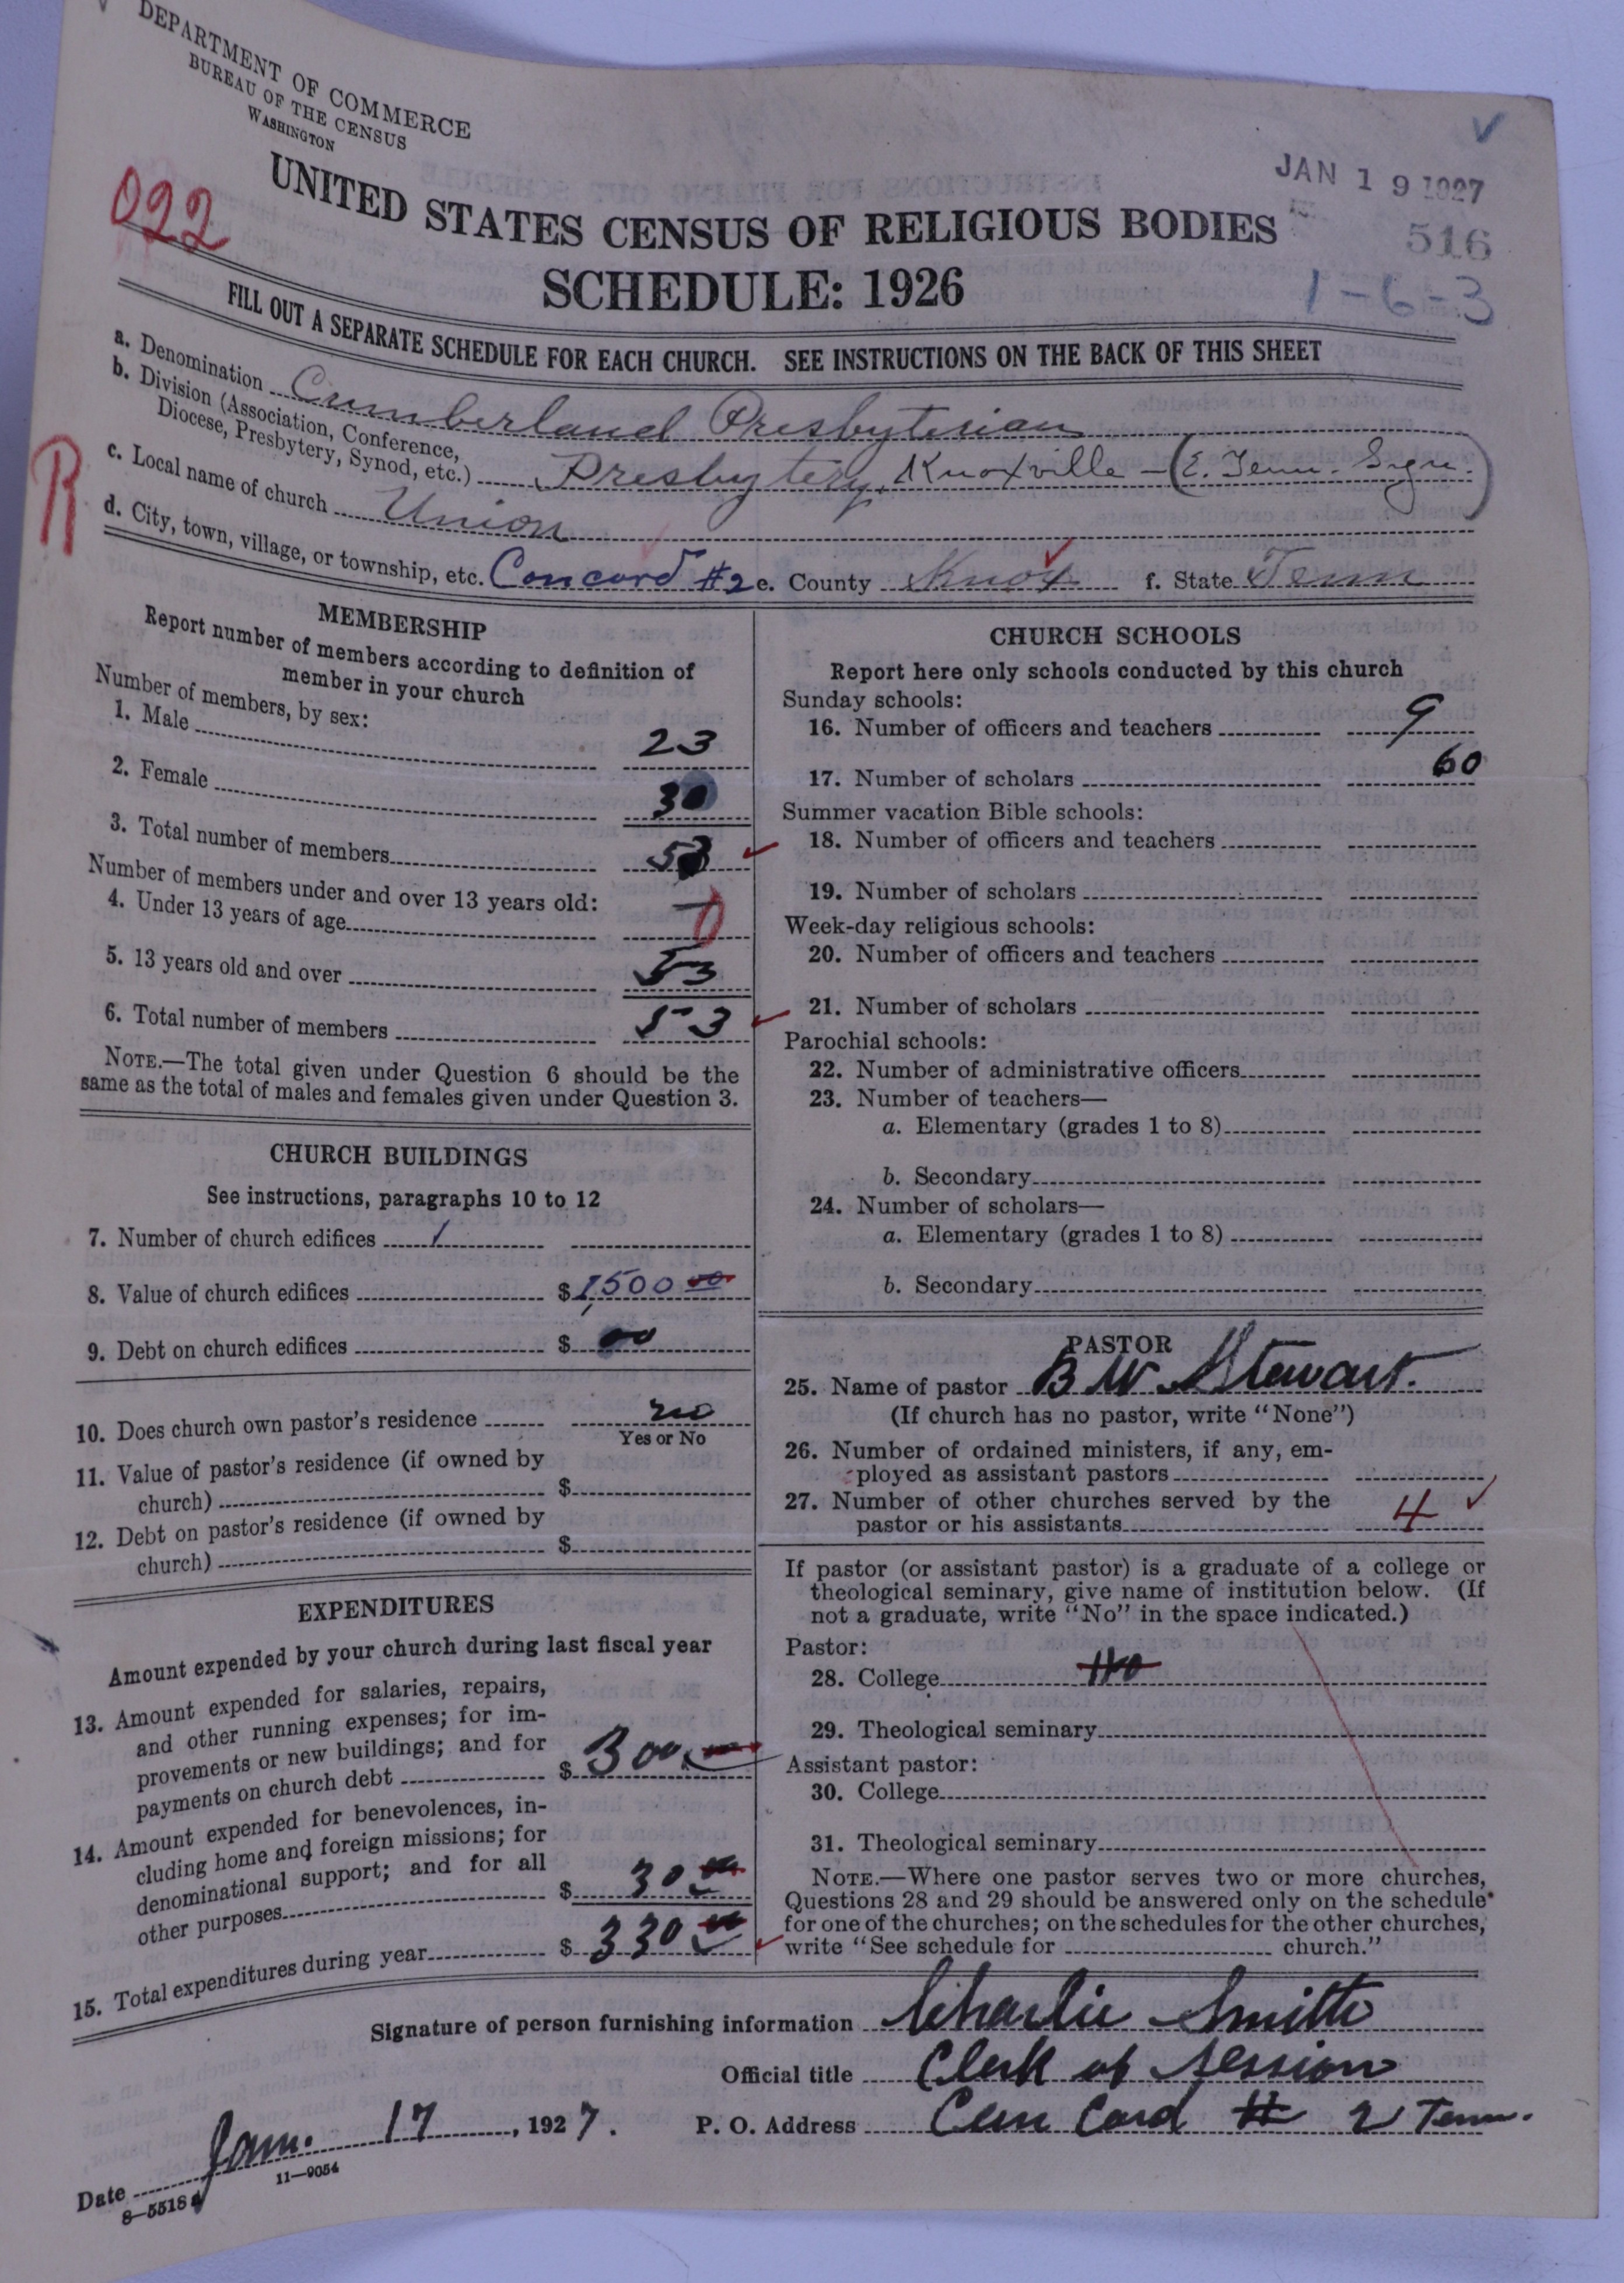 DEPARTMENT OF COMMERCE
BUREAU OF THE CENSUS
WASHINGTON
JAN 19 1927
022
516
UNITED STATES CENSUS OF RELIGIOUS BODIES
SCHEDULE: 1926
1-6-3
FILL OUT A SEPARATE SCHEDULE FOR EACH CHURCH. SEE INSTRUCTIONS ON THE BACK OF THIS SHEET
a. Denomination Cumberland Presbyterian
b. Division (Association, Conference,
Diocese, Presbytery, Synod, etc.) Presbytery, Knoxville - (E. Tenn. Syn.)
R
c. Local name of church Union
d. City, town, village, or township, etc. Concord #2 e. County Knox f. State Tenn
MEMBERSHIP
Report number of members according to definition of
member in your church
Number of members, by sex:
1. Male 23
2. Female 30
3. Total number of members 53
Number of members under and over 13 years old:
4. Under 13 years of age 0
5. 13 years old and over 53
6. Total number of members 53
NOTE.—The total given under Question 6 should be the
same as the total of males and females given under Question 3.
CHURCH BUILDINGS
See instructions, paragraphs 10 to 12
7. Number of church edifices 1
8. Value of church edifices $1,500 00
9. Debt on church edifices $ 00
10. Does church own pastor's residence no
Yes or No
11. Value of pastor's residence (if owned by
church) $
12. Debt on pastor's residence (if owned by
church) $
EXPENDITURES
Amount expended by your church during last fiscal year
13. Amount expended for salaries, repairs,
and other running expenses; for im-
provements or new buildings; and for
payments on church debt $ 300
14. Amount expended for benevolences, in-
cluding home and foreign missions; for
denominational support; and for all
other purposes $ 30 00
15. Total expenditures during year $ 330 00
CHURCH SCHOOLS
Report here only schools conducted by this church
Sunday schools:
16. Number of officers and teachers 9
17. Number of scholars 60
Summer vacation Bible schools:
18. Number of officers and teachers
19. Number of scholars
Week-day religious schools:
20. Number of officers and teachers
21. Number of scholars
Parochial schools:
22. Number of administrative officers
23. Number of teachers—
a. Elementary (grades 1 to 8)
b. Secondary
24. Number of scholars—
a. Elementary (grades 1 to 8)
b. Secondary
PASTOR
25. Name of pastor B W Stewart.
(If church has no pastor, write "None")
26. Number of ordained ministers, if any, em-
ployed as assistant pastors
27. Number of other churches served by the
pastor or his assistants 4
If pastor (or assistant pastor) is a graduate of a college or
theological seminary, give name of institution below. (If
not a graduate, write "No" in the space indicated.)
Pastor:
28. College No
29. Theological seminary
Assistant pastor:
30. College
31. Theological seminary
NOTE.—Where one pastor serves two or more churches,
Questions 28 and 29 should be answered only on the schedule
for one of the churches; on the schedules for the other churches,
write "See schedule for church."
Signature of person furnishing information Charlie Smith
Official title Clerk of Session
Date Jan. 17, 1927. P. O. Address Con Cord # 2 Tenn.
11—9054
8—5518 a